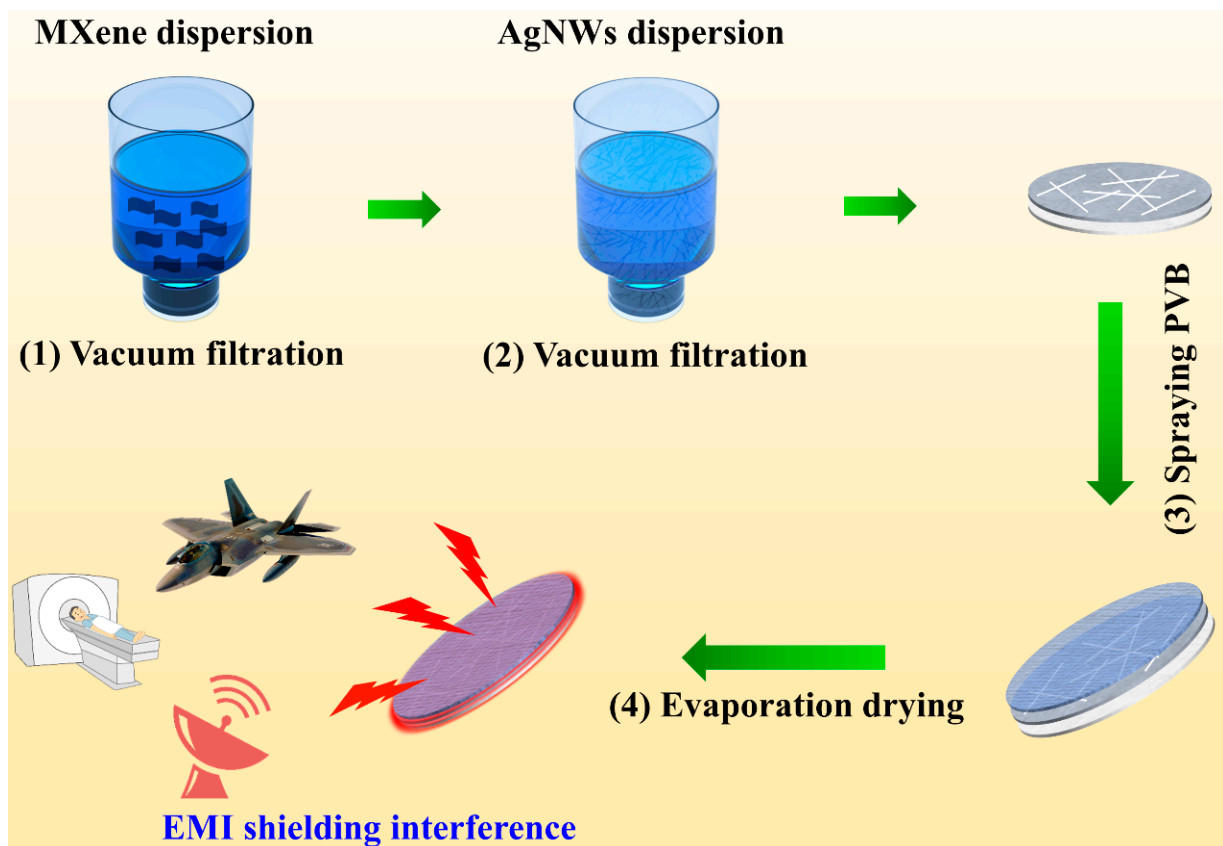 MXene dispersion
AgNWs dispersion
(1) Vacuum filtration
(2) Vacuum filtration
(3) Spraying PVB
(4) Evaporation drying
EMI shielding interference